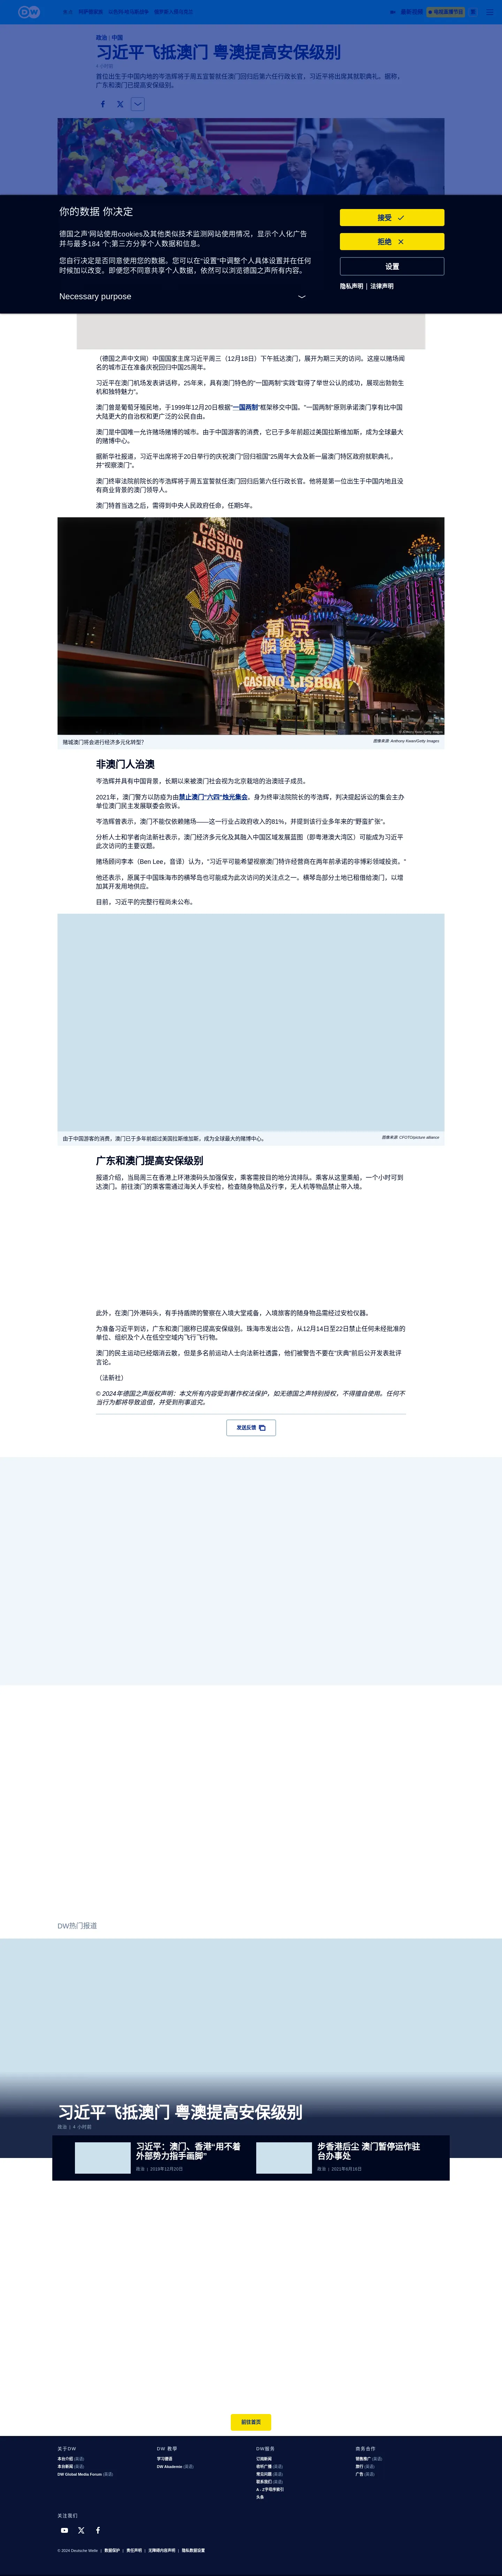 政治 | 中国
习近平飞抵澳门 粤澳提高安保级别
首位出生于中国内地的岑浩辉将于周五宣誓就任澳门回归后第六任行政长官，习近平将出席其就职典礼。据称，
广东和澳门已提高安保级别。
你的数据 你决定
德国之声'网站使用cookies及其他类似技术监测网站使用情况，显示个人化广告
并与最多184 个;第三方分享个人数据和信息。
您自行决定是否同意使用您的数据。您可以在“设置”中调整个人具体设置并在任何
时候加以改变。即便您不同意共享个人数据，依然可以浏览德国之声所有内容。
Necessary purpose
接受
拒绝
设置
隐私声明 | 法律声明
（德国之声中文网）中国国家主席习近平周三（12月18日）下午抵达澳门，展开为期三天的访问。这座以赌场闻
名的城市正在准备庆祝回归中国25周年。
习近平在澳门机场发表讲话称，25年来，具有澳门特色的"一国两制"实践"取得了举世公认的成功，展现出勃勃生
机和独特魅力"。
澳门曾是葡萄牙殖民地，于1999年12月20日根据"一国两制"框架移交中国。"一国两制"原则承诺澳门享有比中国
大陆更大的自治权和更广泛的公民自由。
澳门是中国唯一允许赌场赌博的城市。由于中国游客的消费，它已于多年前超过美国拉斯维加斯，成为全球最大
的赌博中心。
据新华社报道，习近平出席将于20日举行的庆祝澳门"回归祖国"25周年大会及新一届澳门特区政府就职典礼，
并"视察澳门"。
澳门终审法院前院长的岑浩辉将于周五宣誓就任澳门回归后第六任行政长官。他将是第一位出生于中国内地且没
有商业背景的澳门领导人。
澳门特首当选之后，需得到中央人民政府任命，任期5年。
CASINO LISBOA
葡京
娛樂場
CASINO LISBOA
赌城澳门将会进行经济多元化转型？
图像来源: Anthony Kwan/Getty Images
非澳门人治澳
岑浩辉并具有中国背景，长期以来被澳门社会视为北京栽培的治澳班子成员。
2021年，澳门警方以防疫为由禁止澳门"六四"烛光集会。身为终审法院院长的岑浩辉，判决提起诉讼的集会主办
单位澳门民主发展联委会败诉。
岑浩辉曾表示，澳门不能仅依赖赌场——这一行业占政府收入的81%，并提到该行业多年来的"野蛮扩张"。
分析人士和学者向法新社表示，澳门经济多元化及其融入中国区域发展蓝图（即粤港澳大湾区）可能成为习近平
此次访问的主要议题。
赌场顾问李本（Ben Lee，音译）认为，"习近平可能希望视察澳门特许经营商在两年前承诺的非博彩领域投资。"
他还表示，原属于中国珠海市的横琴岛也可能成为此次访问的关注点之一。横琴岛部分土地已租借给澳门，以增
加其开发用地供应。
目前，习近平的完整行程尚未公布。
由于中国游客的消费，澳门已于多年前超过美国拉斯维加斯，成为全球最大的赌博中心。
图像来源: CFOTO/picture alliance
广东和澳门提高安保级别
报道介绍，当局周三在香港上环港澳码头加强保安，乘客需按目的地分流排队。乘客从这里乘船，一个小时可到
达澳门。前往澳门的乘客需通过海关人手安检，检查随身物品及行李，无人机等物品禁止带入境。
此外，在澳门外港码头，有手持盾牌的警察在入境大堂戒备，入境旅客的随身物品需经过安检仪器。
为准备习近平到访，广东和澳门据称已提高安保级别。珠海市发出公告，从12月14日至22日禁止任何未经批准的
单位、组织及个人在低空空域内飞行飞行物。
澳门的民主运动已经烟消云散，但是多名前运动人士向法新社透露，他们被警告不要在"庆典"前后公开发表批评
言论。
（法新社）
© 2024年德国之声版权声明：本文所有内容受到著作权法保护，如无德国之声特别授权，不得擅自使用。任何不
当行为都将导致追偿，并受到刑事追究。
发送反馈
DW热门报道
习近平飞抵澳门 粤澳提高安保级别
政治 | 4 小时前
习近平：澳门、香港“用不着
外部势力指手画脚”
政治 | 2019年12月20日
步香港后尘 澳门暂停运作驻
台办事处
政治 | 2021年6月16日
前往首页
关于DW
本台介绍 (英语)
本台新闻 (英语)
DW Global Media Forum (英语)
DW 教學
学习德语
DW Akademie (英语)
DW服务
订阅新闻
收听广播 (英语)
常见问题 (英语)
联系我们 (英语)
A - Z字母序索引
头条
商务合作
销售推广 (英语)
旅行 (英语)
广告 (英语)
关注我们
© 2024 Deutsche Welle | 数据保护 | 责任声明 | 无障碍内容声明 | 隐私数据设置